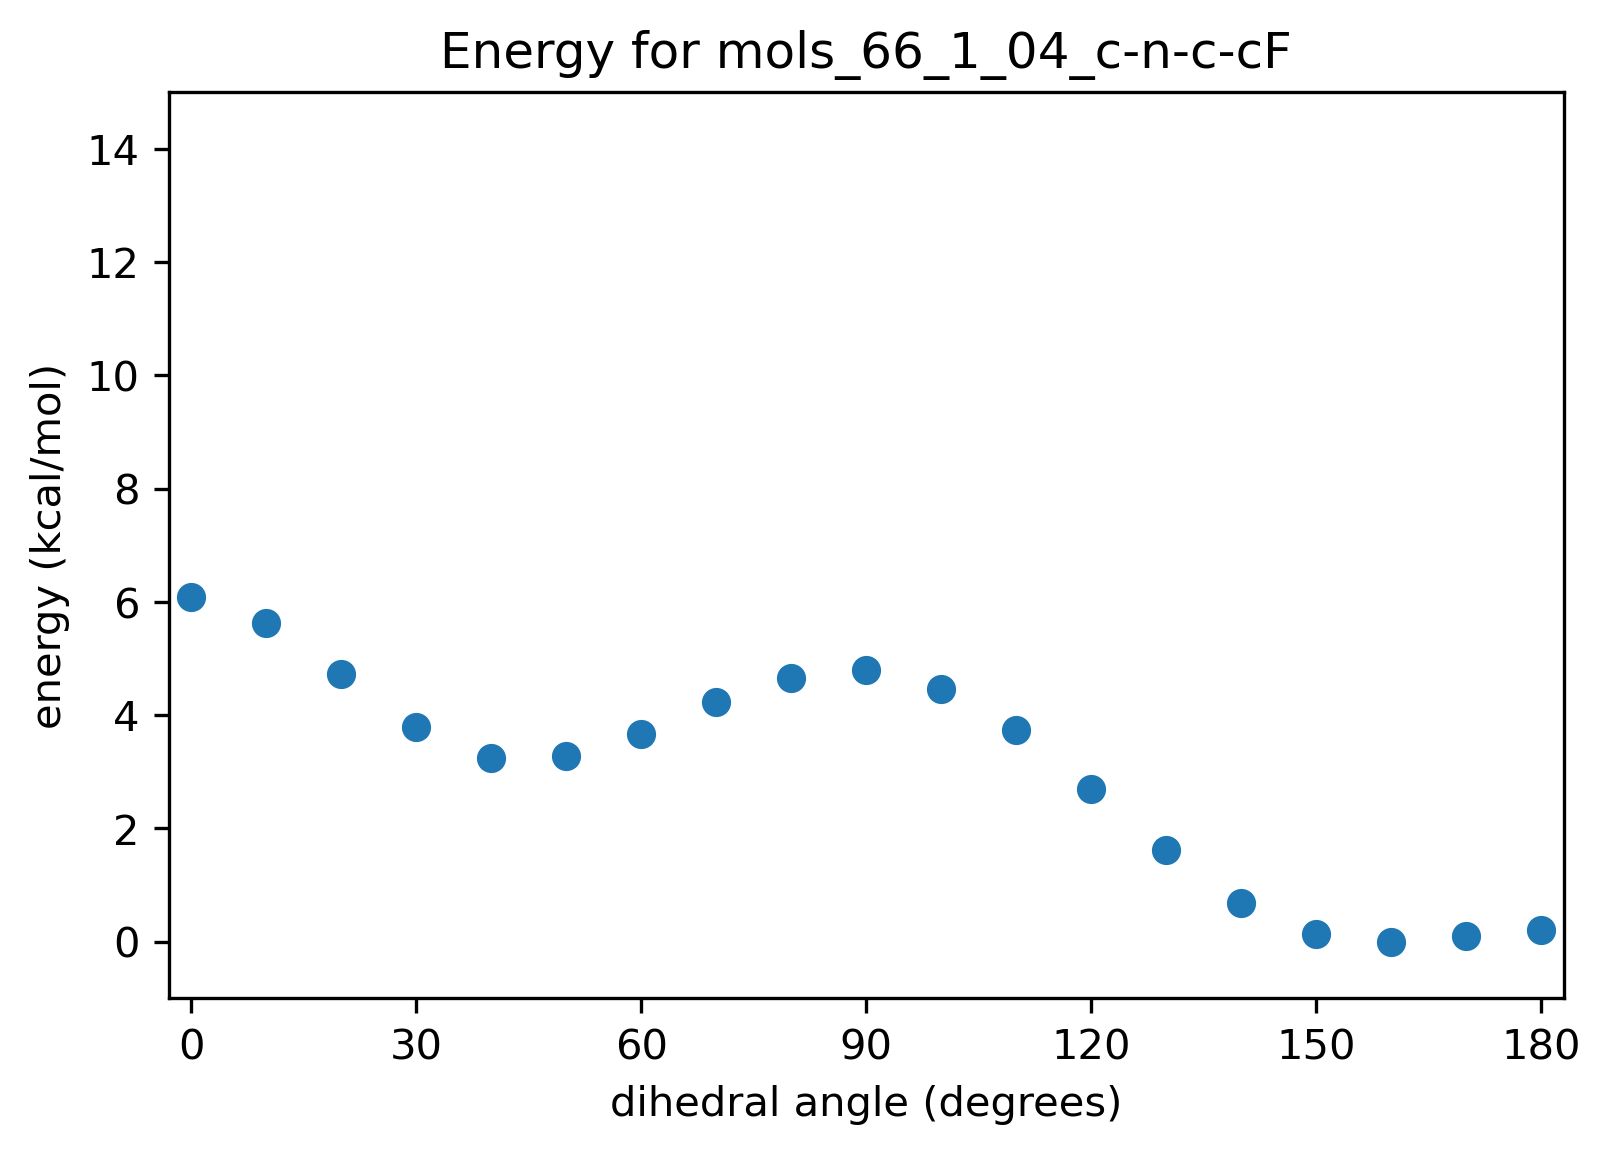 Energy for mols_66_1_04_c-n-c-cF
14
12
10
8
6
4
2
0
energy (kcal/mol)
0 30 60 90 120 150 180
dihedral angle (degrees)